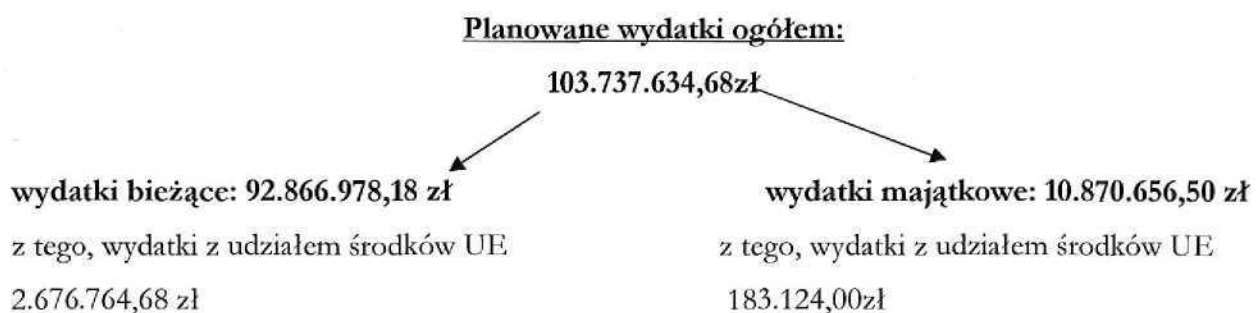 Planowane wydatki ogółem:
103.737.634,68zł
wydatki bieżące: 92.866.978,18 zł
wydatki majątkowe: 10.870.656,50 zł
z tego, wydatki z udziałem środków UE
z tego, wydatki z udziałem środków UE
2.676.764,68 zł
183.124,00zł